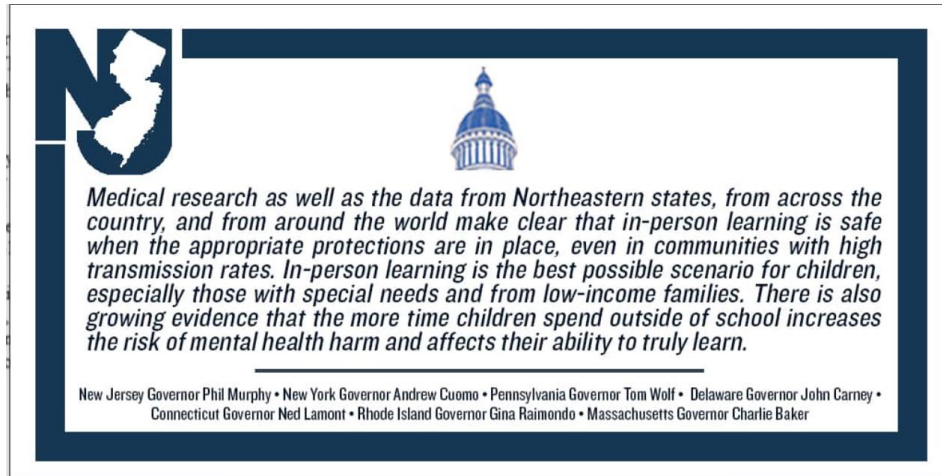 NJ
Medical research as well as the data from Northeastern states, from across the
country, and from around the world make clear that in-person learning is safe
when the appropriate protections are in place, even in communities with high
transmission rates. In-person learning is the best possible scenario for children,
especially those with special needs and from low-income families. There is also
growing evidence that the more time children spend outside of school increases
the risk of mental health harm and affects their ability to truly learn.
New Jersey Governor Phil Murphy • New York Governor Andrew Cuomo • Pennsylvania Governor Tom Wolf • Delaware Governor John Carney •
Connecticut Governor Ned Lamont • Rhode Island Governor Gina Raimondo • Massachusetts Governor Charlie Baker